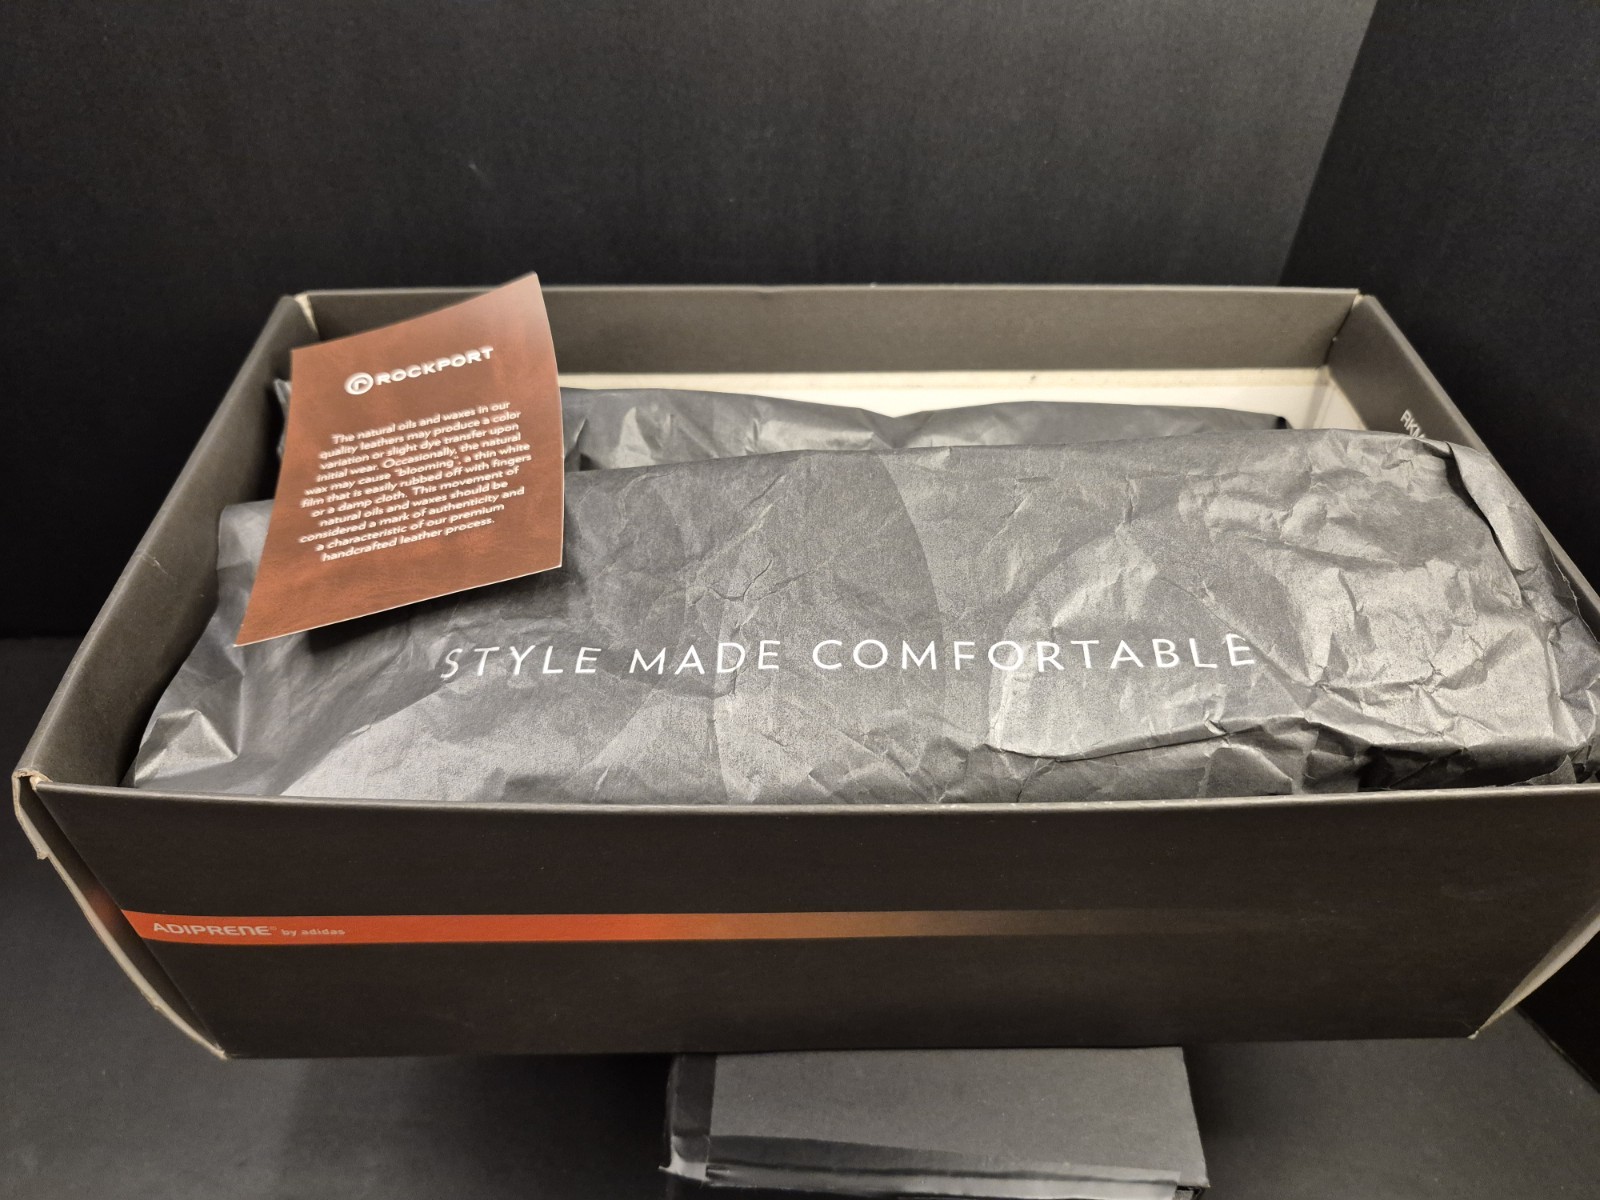 ROCKPORT
The natural oils and waxes in our
quality leathers may produce a color
variation or slight dye transfer upon
initial wear. Occasionally, the natural
wax may cause "blooming", a thin white
film that is easily rubbed off with fingers
or a damp cloth. This movement of
natural oils and waxes should be
considered a mark of authenticity and
a characteristic of our premium
handcrafted leather process.
STYLE MADE COMFORTABLE
ADIPRENE® by adidas